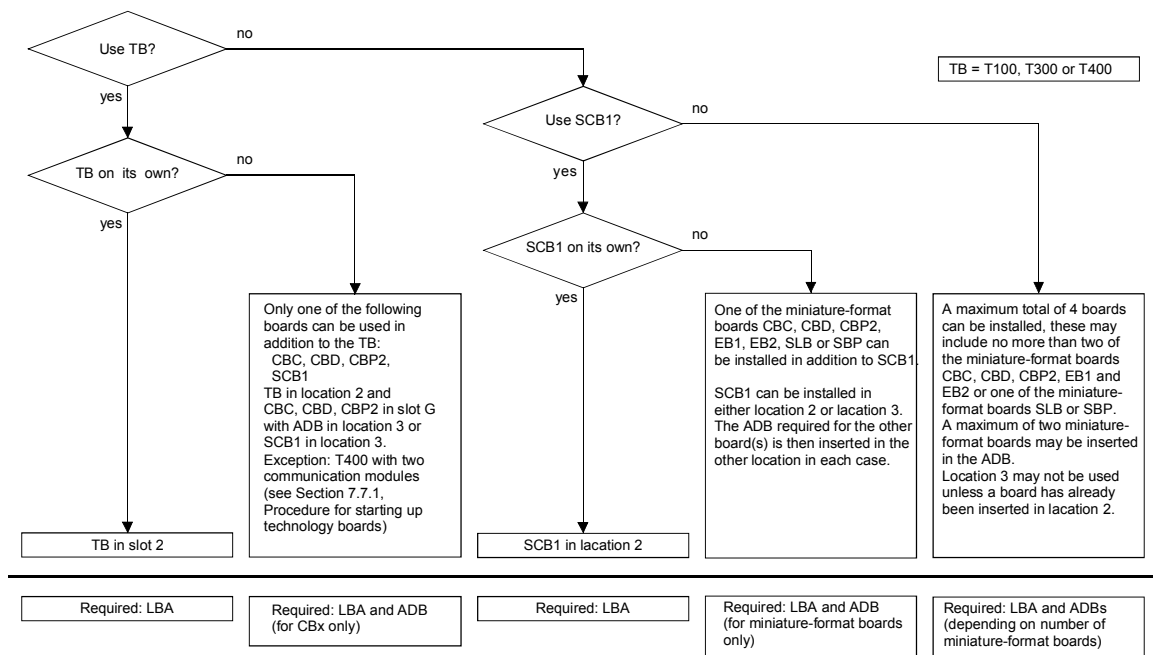 Use TB?
no
TB = T100, T300 or T400
yes
Use SCB1?
no
yes
TB on its own?
no
yes
SCB1 on its own?
no
yes
Only one of the following
boards can be used in
addition to the TB:
CBC, CBD, CBP2,
SCB1
TB in location 2 and
CBC, CBD, CBP2 in slot G
with ADB in location 3 or
SCB1 in location 3.
Exception: T400 with two
communication modules
(see Section 7.7.1,
Procedure for starting up
technology boards)
One of the miniature-format
boards CBC, CBD, CBP2,
EB1, EB2, SLB or SBP can
be installed in addition to SCB1.
SCB1 can be installed in
either location 2 or lacation 3.
The ADB required for the other
board(s) is then inserted in the
other location in each case.
A maximum total of 4 boards
can be installed, these may
include no more than two of
the miniature-format boards
CBC, CBD, CBP2, EB1 and
EB2 or one of the miniature-
format boards SLB or SBP.
A maximum of two miniature-
format boards may be inserted
in the ADB.
Location 3 may not be used
unless a board has already
been inserted in lacation 2.
TB in slot 2
SCB1 in lacation 2
Required: LBA
Required: LBA and ADB
(for CBx only)
Required: LBA
Required: LBA and ADB
(for miniature-format boards
only)
Required: LBA and ADBs
(depending on number of
miniature-format boards)